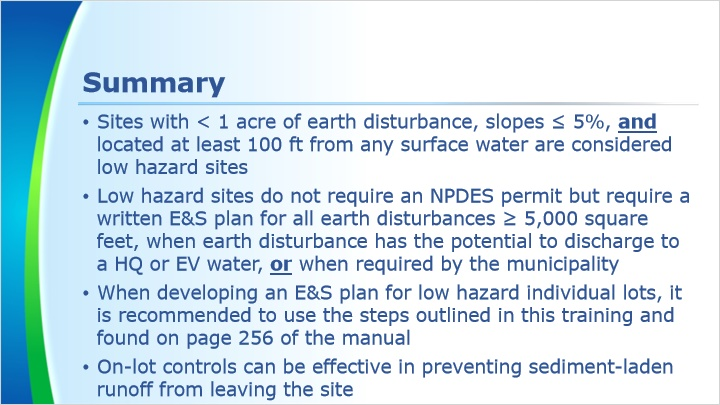 Summary
• Sites with < 1 acre of earth disturbance, slopes ≤ 5%, and
located at least 100 ft from any surface water are considered
low hazard sites
• Low hazard sites do not require an NPDES permit but require a
written E&S plan for all earth disturbances ≥ 5,000 square
feet, when earth disturbance has the potential to discharge to
a HQ or EV water, or when required by the municipality
• When developing an E&S plan for low hazard individual lots, it
is recommended to use the steps outlined in this training and
found on page 256 of the manual
• On-lot controls can be effective in preventing sediment-laden
runoff from leaving the site